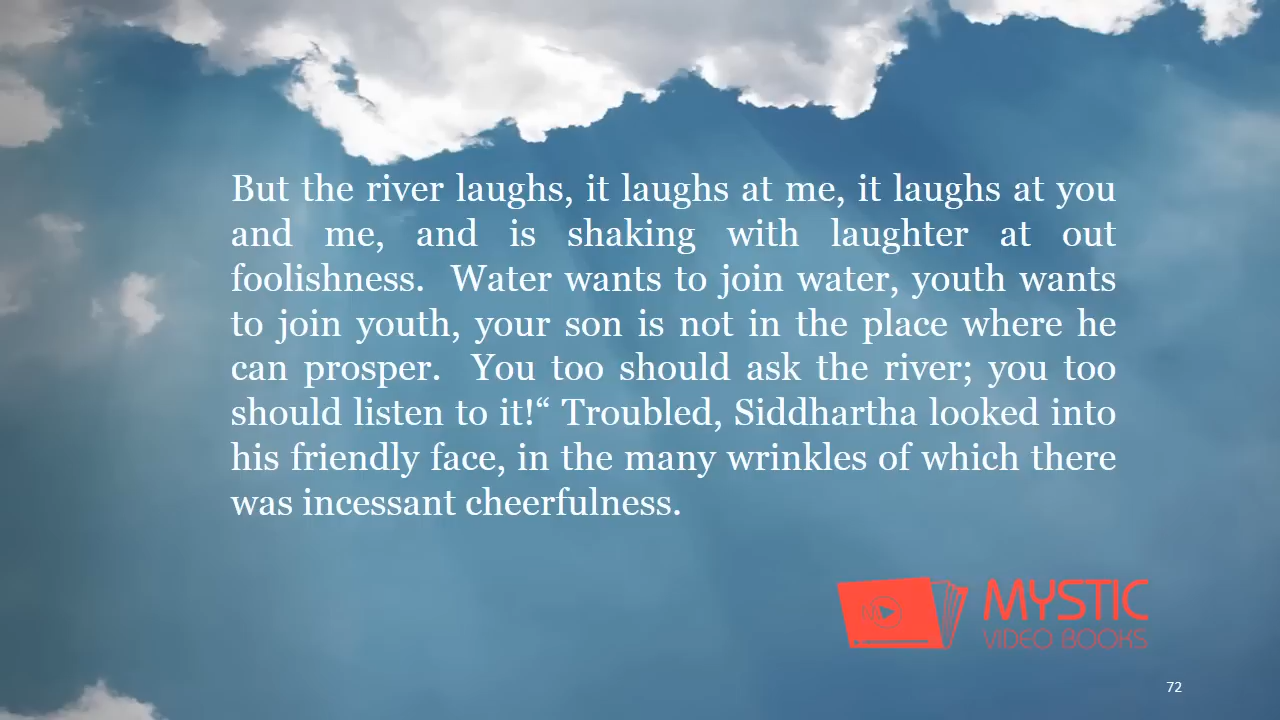 But the river laughs, it laughs at me, it laughs at you
and me, and is shaking with laughter at out
foolishness. Water wants to join water, youth wants
to join youth, your son is not in the place where he
can prosper. You too should ask the river; you too
should listen to it!“ Troubled, Siddhartha looked into
his friendly face, in the many wrinkles of which there
was incessant cheerfulness.
MYSTIC
VIDEO BOOKS
72